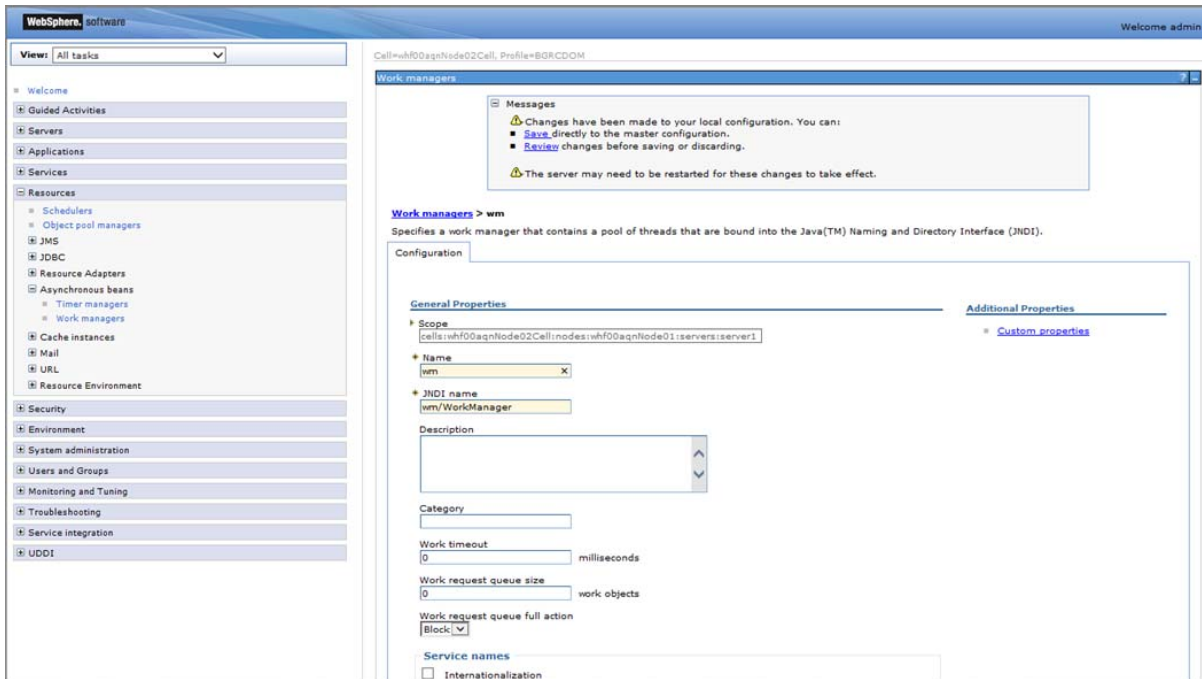 WebSphere. software
Welcome admin
View: All tasks
Cell=whf00aqnNode02Cell, Profile=BGRCDOM
Welcome
Guided Activities
Servers
Applications
Services
Resources
Schedulers
Object pool managers
JMS
JDBC
Resource Adapters
Asynchronous beans
Timer managers
Work managers
Cache instances
Mail
URL
Resource Environment
Security
Environment
System administration
Users and Groups
Monitoring and Tuning
Troubleshooting
Service integration
UDDI
Work managers
? -
Messages
Changes have been made to your local configuration. You can:
Save directly to the master configuration.
Review changes before saving or discarding.
The server may need to be restarted for these changes to take effect.
Work managers > wm
Specifies a work manager that contains a pool of threads that are bound into the Java(TM) Naming and Directory Interface (JNDI).
Configuration
General Properties
Scope
cells:whf00aqnNode02Cell:nodes:whf00aqnNode01:servers:server1
Name
wm
JNDI name
wm/WorkManager
Description
Category
Work timeout
0 milliseconds
Work request queue size
0 work objects
Work request queue full action
Block
Service names
Internationalization
Additional Properties
Custom properties